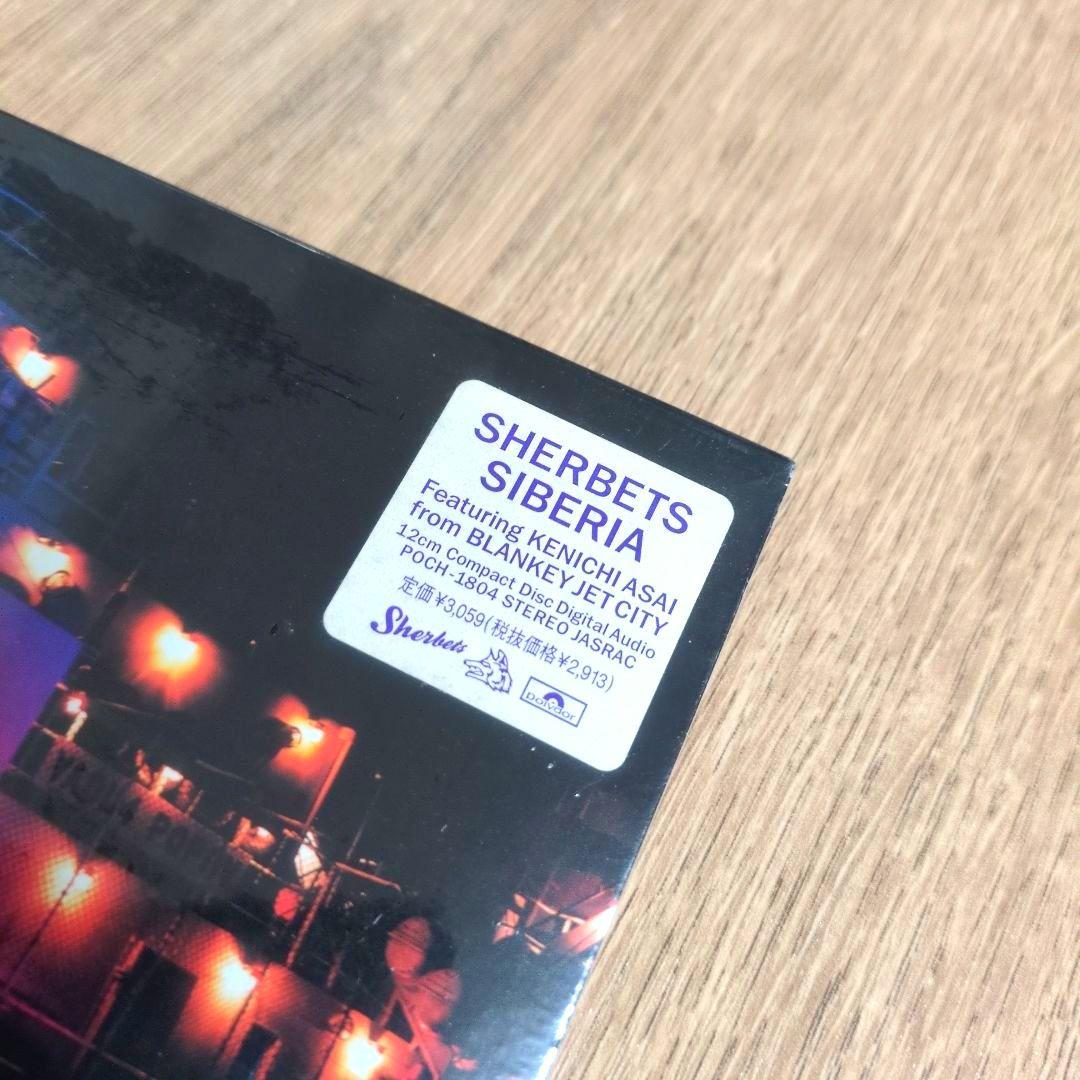 SHERBETS
SIBERIA
Featuring KENICHI ASAI
from BLANKEY JET CITY
12cm Compact Disc Digital Audio
POCH-1804 STEREO JASRAC
定価¥3,059(税抜価格¥2,913)
Sherbets
polydor